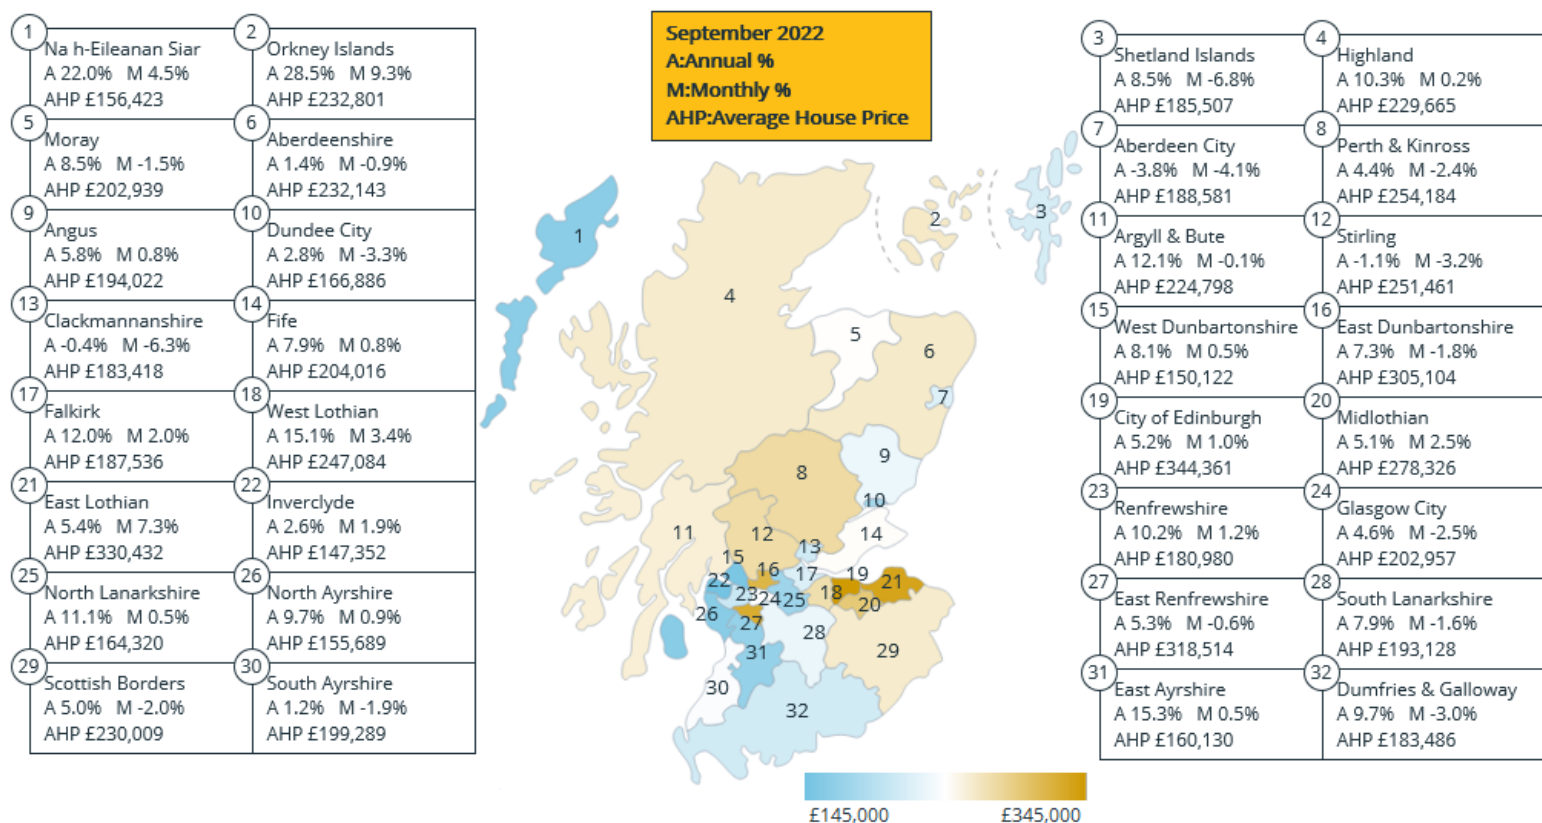 1
Na h-Eileanan Siar
A 22.0% M 4.5%
AHP £156,423
2
Orkney Islands
A 28.5% M 9.3%
AHP £232,801
5
Moray
A 8.5% M -1.5%
AHP £202,939
6
Aberdeenshire
A 1.4% M -0.9%
AHP £232,143
9
Angus
A 5.8% M 0.8%
AHP £194,022
10
Dundee City
A 2.8% M -3.3%
AHP £166,886
13
Clackmannanshire
A -0.4% M -6.3%
AHP £183,418
14
Fife
A 7.9% M 0.8%
AHP £204,016
17
Falkirk
A 12.0% M 2.0%
AHP £187,536
18
West Lothian
A 15.1% M 3.4%
AHP £247,084
21
East Lothian
A 5.4% M 7.3%
AHP £330,432
22
Inverclyde
A 2.6% M 1.9%
AHP £147,352
25
North Lanarkshire
A 11.1% M 0.5%
AHP £164,320
26
North Ayrshire
A 9.7% M 0.9%
AHP £155,689
29
Scottish Borders
A 5.0% M -2.0%
AHP £230,009
30
South Ayrshire
A 1.2% M -1.9%
AHP £199,289
September 2022
A:Annual %
M:Monthly %
AHP:Average House Price
1
2
3
4
5
6
7
8
9
10
11
12
14
13
15
16
17
19
21
22
23
24
25
18
20
26
27
28
31
29
30
32
£145,000
£345,000
3
Shetland Islands
A 8.5% M -6.8%
AHP £185,507
4
Highland
A 10.3% M 0.2%
AHP £229,665
7
Aberdeen City
A -3.8% M -4.1%
AHP £188,581
8
Perth & Kinross
A 4.4% M -2.4%
AHP £254,184
11
Argyll & Bute
A 12.1% M -0.1%
AHP £224,798
12
Stirling
A -1.1% M -3.2%
AHP £251,461
15
West Dunbartonshire
A 8.1% M 0.5%
AHP £150,122
16
East Dunbartonshire
A 7.3% M -1.8%
AHP £305,104
19
City of Edinburgh
A 5.2% M 1.0%
AHP £344,361
20
Midlothian
A 5.1% M 2.5%
AHP £278,326
23
Renfrewshire
A 10.2% M 1.2%
AHP £180,980
24
Glasgow City
A 4.6% M -2.5%
AHP £202,957
27
East Renfrewshire
A 5.3% M -0.6%
AHP £318,514
28
South Lanarkshire
A 7.9% M -1.6%
AHP £193,128
31
East Ayrshire
A 15.3% M 0.5%
AHP £160,130
32
Dumfries & Galloway
A 9.7% M -3.0%
AHP £183,486